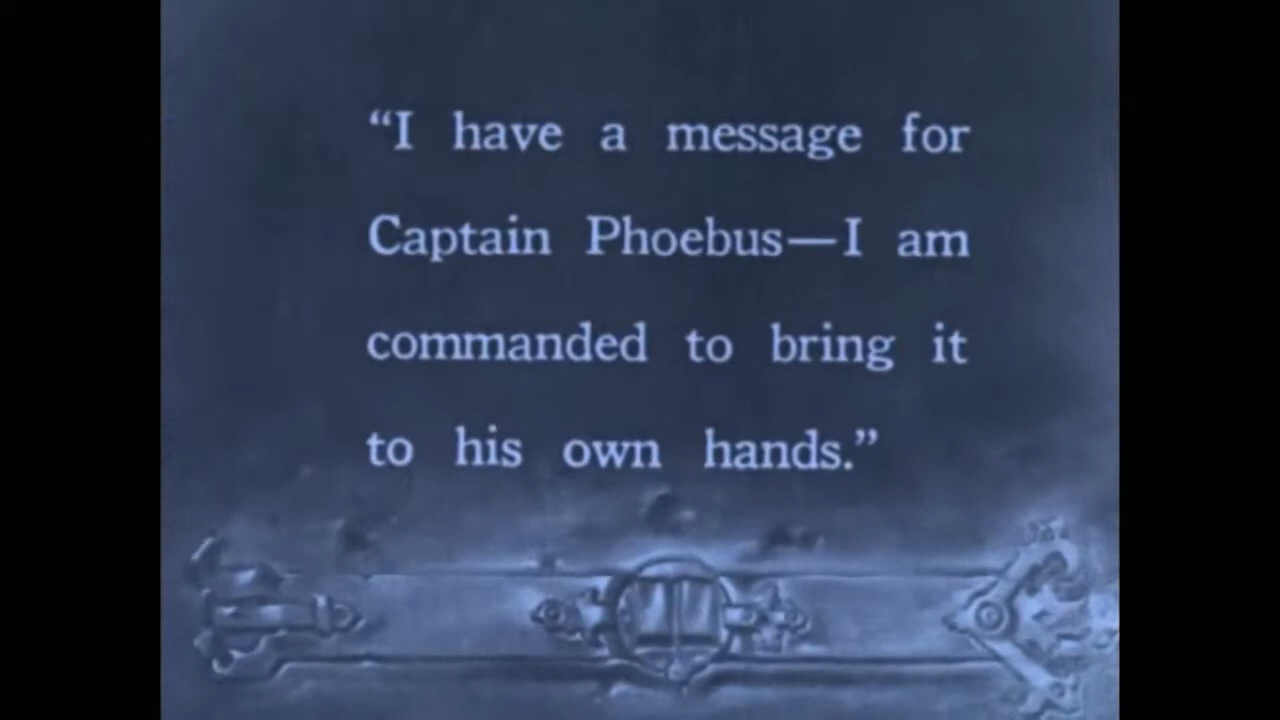 “I have a message for
Captain Phoebus—I am
commanded to bring it
to his own hands.”